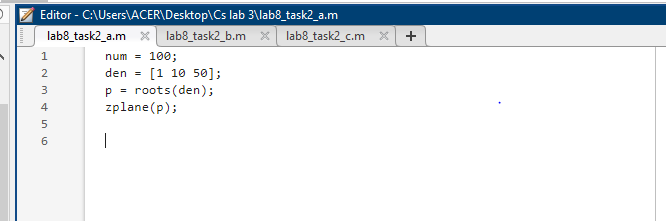 Editor - C:\Users\ACER\Desktop\Cs lab 3\lab8_task2_a.m
lab8_task2_a.m × lab8_task2_b.m × lab8_task2_c.m × +
1 num = 100;
2 den = [1 10 50];
3 p = roots(den);
4 zplane(p);
5
6